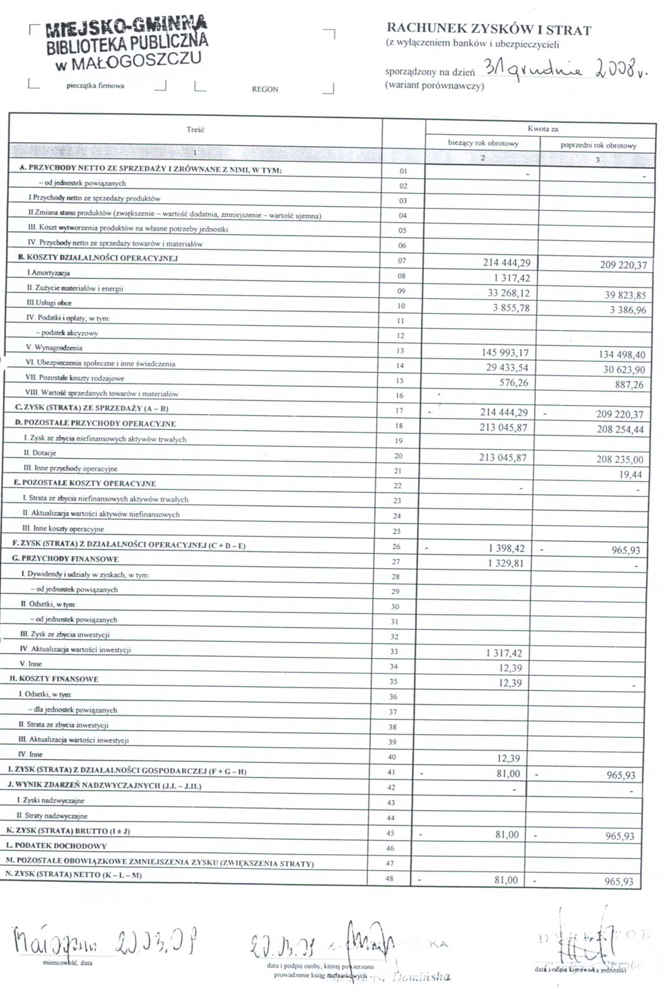 MIEJSKO-GMINNA
BIBLIOTEKA PUBLICZNA
w MAŁOGOSZCZU
pieczątka firmowa
REGON
RACHUNEK ZYSKÓW I STRAT
(z wyłączeniem banków i ubezpieczycieli
sporządzony na dzień 31 grudnia 2008 r.
(wariant porównawczy)
Treść Kwota za
bieżący rok obrotowy poprzedni rok obrotowy
1 2 3
A. PRZYCHODY NETTO ZE SPRZEDAŻY I ZRÓWNANE Z NIMI, W TYM: 01 - -
– od jednostek powiązanych 02
I.Przychody netto ze sprzedaży produktów 03
II.Zmiana stanu produktów (zwiększenie – wartość dodatnia, zmniejszenie – wartość ujemna) 04
III. Koszt wytworzenia produktów na własne potrzeby jednostki 05
IV. Przychody netto ze sprzedaży towarów i materiałów 06
B. KOSZTY DZIAŁALNOŚCI OPERACYJNEJ 07 214 444,29 209 220,37
I.Amortyzacja 08 1 317,42
II. Zużycie materiałów i energii 09 33 268,12 39 823,85
III.Usługi obce 10 3 855,78 3 386,96
IV. Podatki i opłaty, w tym: 11
– podatek akcyzowy 12
V. Wynagrodzenia 13 145 993,17 134 498,40
VI. Ubezpieczenia społeczne i inne świadczenia 14 29 433,54 30 623,90
VII. Pozostałe koszty rodzajowe 15 576,26 887,26
VIII. Wartość sprzedanych towarów i materiałów 16
C. ZYSK (STRATA) ZE SPRZEDAŻY (A – B) 17 - 214 444,29 - 209 220,37
D. POZOSTAŁE PRZYCHODY OPERACYJNE 18 213 045,87 208 254,44
I. Zysk ze zbycia niefinansowych aktywów trwałych 19
II. Dotacje 20 213 045,87 208 235,00
III. Inne przychody operacyjne 21 19,44
E. POZOSTAŁE KOSZTY OPERACYJNE 22 - -
I. Strata ze zbycia niefinansowych aktywów trwałych 23
II. Aktualizacja wartości aktywów niefinansowych 24
III. Inne koszty operacyjne 25
F. ZYSK (STRATA) Z DZIAŁALNOŚCI OPERACYJNEJ (C + D – E) 26 - 1 398,42 - 965,93
G. PRZYCHODY FINANSOWE 27 1 329,81 -
I. Dywidendy i udziały w zyskach, w tym: 28
– od jednostek powiązanych 29
II. Odsetki, w tym: 30
– od jednostek powiązanych 31
III. Zysk ze zbycia inwestycji 32
IV. Aktualizacja wartości inwestycji 33 1 317,42
V. Inne 34 12,39
H. KOSZTY FINANSOWE 35 12,39 -
I. Odsetki, w tym: 36
– dla jednostek powiązanych 37
II. Strata ze zbycia inwestycji 38
III. Aktualizacja wartości inwestycji 39
IV. Inne 40 12,39
I. ZYSK (STRATA) Z DZIAŁALNOŚCI GOSPODARCZEJ (F + G – H) 41 - 81,00 - 965,93
J. WYNIK ZDARZEŃ NADZWYCZAJNYCH (J.I. – J.II.) 42 - -
I. Zyski nadzwyczajne 43
II. Straty nadzwyczajne 44
K. ZYSK (STRATA) BRUTTO (I ± J) 45 - 81,00 - 965,93
L. PODATEK DOCHODOWY 46
M. POZOSTAŁE OBOWIĄZKOWE ZMNIEJSZENIA ZYSKU (ZWIĘKSZENIA STRATY) 47
N. ZYSK (STRATA) NETTO (K – L – M) 48 - 81,00 - 965,93
20.03.09 20.03.09 DYREKTOR
miejscowość, data
data i podpis osoby, której powierzono
prowadzenie ksiąg rachunkowych
Domińska
data i odpis kierownika jednostki